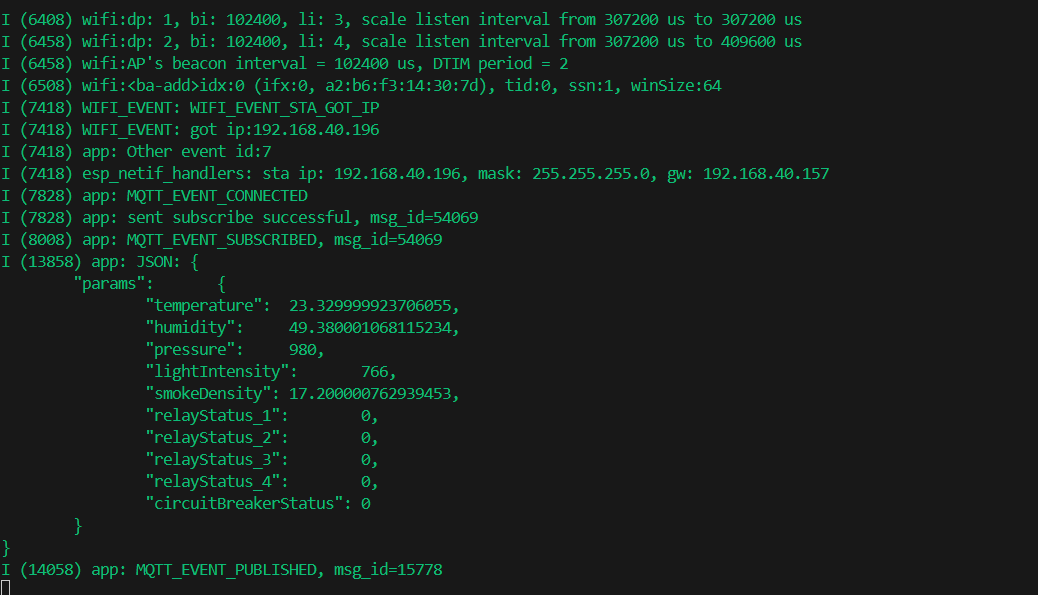 I (6408) wifi:dp: 1, bi: 102400, li: 3, scale listen interval from 307200 us to 307200 us
I (6458) wifi:dp: 2, bi: 102400, li: 4, scale listen interval from 307200 us to 409600 us
I (6458) wifi:AP's beacon interval = 102400 us, DTIM period = 2
I (6508) wifi:<ba-add>idx:0 (ifx:0, a2:b6:f3:14:30:7d), tid:0, ssn:1, winSize:64
I (7418) WIFI_EVENT: WIFI_EVENT_STA_GOT_IP
I (7418) WIFI_EVENT: got ip:192.168.40.196
I (7418) app: Other event id:7
I (7418) esp_netif_handlers: sta ip: 192.168.40.196, mask: 255.255.255.0, gw: 192.168.40.157
I (7828) app: MQTT_EVENT_CONNECTED
I (7828) app: sent subscribe successful, msg_id=54069
I (8008) app: MQTT_EVENT_SUBSCRIBED, msg_id=54069
I (13858) app: JSON: {
        "params":       {
                "temperature":  23.329999923706055,
                "humidity":     49.380001068115234,
                "pressure":     980,
                "lightIntensity":       766,
                "smokeDensity": 17.200000762939453,
                "relayStatus_1":        0,
                "relayStatus_2":        0,
                "relayStatus_3":        0,
                "relayStatus_4":        0,
                "circuitBreakerStatus": 0
        }
}
I (14058) app: MQTT_EVENT_PUBLISHED, msg_id=15778